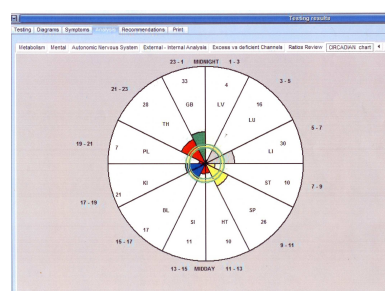 Testing results
Testing Diagrams Symptoms Analysis Recommendations Print
Metabolism Mental Autonomic Nervous System External - Internal Analysis Excess vs deficient Channels Ratios Review CIRCADIAN chart
23 - 1 MIDNIGHT 1 - 3
33 4
21 - 23 3 - 5
GB LV
20 16
TH LU
5 - 7
19 - 21
7 30
PL LI
KI ST 16
21 7 - 9
17 - 19
BL SP
SI HT 26
17
15 - 17 11 10 9 - 11
13 - 15 MIDDAY 11 - 13